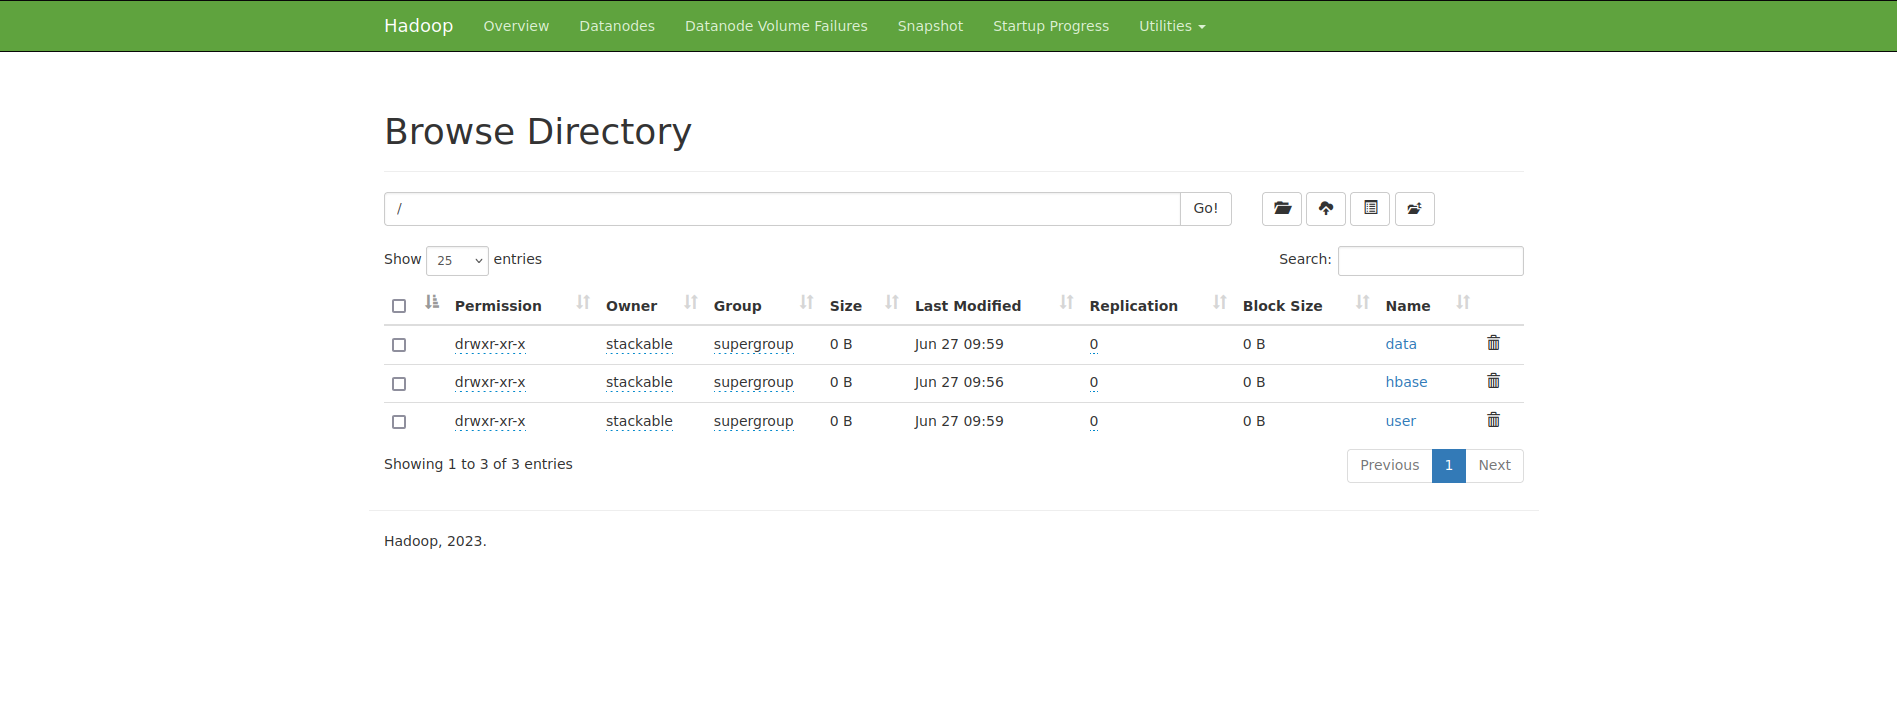 Hadoop Overview Datanodes Datanode Volume Failures Snapshot Startup Progress Utilities
Browse Directory
/ Go!
Show 25 entries Search:
Permission Owner Group Size Last Modified Replication Block Size Name
drwxr-xr-x stackable supergroup 0 B Jun 27 09:59 0 0 B data
drwxr-xr-x stackable supergroup 0 B Jun 27 09:56 0 0 B hbase
drwxr-xr-x stackable supergroup 0 B Jun 27 09:59 0 0 B user
Showing 1 to 3 of 3 entries Previous 1 Next
Hadoop, 2023.